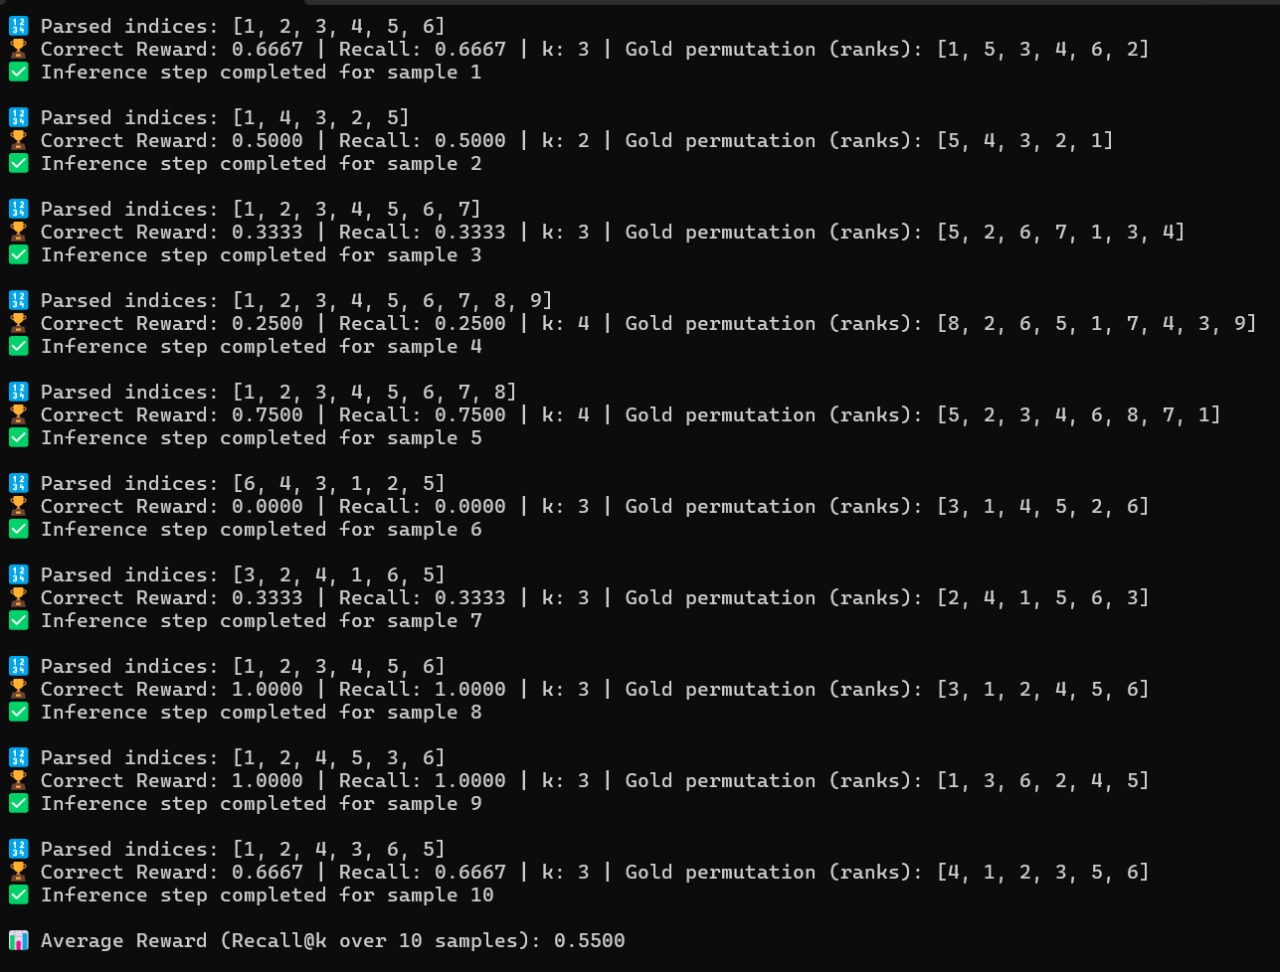 🔢 Parsed indices: [1, 2, 3, 4, 5, 6]
🏆 Correct Reward: 0.6667 | Recall: 0.6667 | k: 3 | Gold permutation (ranks): [1, 5, 3, 4, 6, 2]
✅ Inference step completed for sample 1
🔢 Parsed indices: [1, 4, 3, 2, 5]
🏆 Correct Reward: 0.5000 | Recall: 0.5000 | k: 2 | Gold permutation (ranks): [5, 4, 3, 2, 1]
✅ Inference step completed for sample 2
🔢 Parsed indices: [1, 2, 3, 4, 5, 6, 7]
🏆 Correct Reward: 0.3333 | Recall: 0.3333 | k: 3 | Gold permutation (ranks): [5, 2, 6, 7, 1, 3, 4]
✅ Inference step completed for sample 3
🔢 Parsed indices: [1, 2, 3, 4, 5, 6, 7, 8, 9]
🏆 Correct Reward: 0.2500 | Recall: 0.2500 | k: 4 | Gold permutation (ranks): [8, 2, 6, 5, 1, 7, 4, 3, 9]
✅ Inference step completed for sample 4
🔢 Parsed indices: [1, 2, 3, 4, 5, 6, 7, 8]
🏆 Correct Reward: 0.7500 | Recall: 0.7500 | k: 4 | Gold permutation (ranks): [5, 2, 3, 4, 6, 8, 7, 1]
✅ Inference step completed for sample 5
🔢 Parsed indices: [6, 4, 3, 1, 2, 5]
🏆 Correct Reward: 0.0000 | Recall: 0.0000 | k: 3 | Gold permutation (ranks): [3, 1, 4, 5, 2, 6]
✅ Inference step completed for sample 6
🔢 Parsed indices: [3, 2, 4, 1, 6, 5]
🏆 Correct Reward: 0.3333 | Recall: 0.3333 | k: 3 | Gold permutation (ranks): [2, 4, 1, 5, 6, 3]
✅ Inference step completed for sample 7
🔢 Parsed indices: [1, 2, 3, 4, 5, 6]
🏆 Correct Reward: 1.0000 | Recall: 1.0000 | k: 3 | Gold permutation (ranks): [3, 1, 2, 4, 5, 6]
✅ Inference step completed for sample 8
🔢 Parsed indices: [1, 2, 4, 5, 3, 6]
🏆 Correct Reward: 1.0000 | Recall: 1.0000 | k: 3 | Gold permutation (ranks): [1, 3, 6, 2, 4, 5]
✅ Inference step completed for sample 9
🔢 Parsed indices: [1, 2, 4, 3, 6, 5]
🏆 Correct Reward: 0.6667 | Recall: 0.6667 | k: 3 | Gold permutation (ranks): [4, 1, 2, 3, 5, 6]
✅ Inference step completed for sample 10
📊 Average Reward (Recall@k over 10 samples): 0.5500